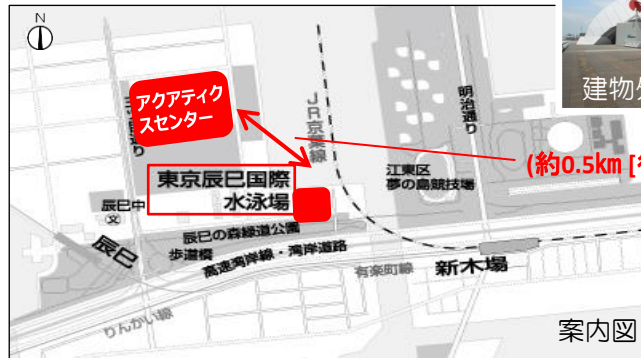 N
アクアティク
スセンター
三ツ目通り
JR京葉線
明治通り
建物外
(約0.5km [徒
東京辰巳国際
水泳場
江東区
夢の島競技場
辰巳中
文
辰巳の森緑道公園
歩道橋
辰巳
高速湾岸線・湾岸道路
有楽町線
新木場
りんかい線
案内図